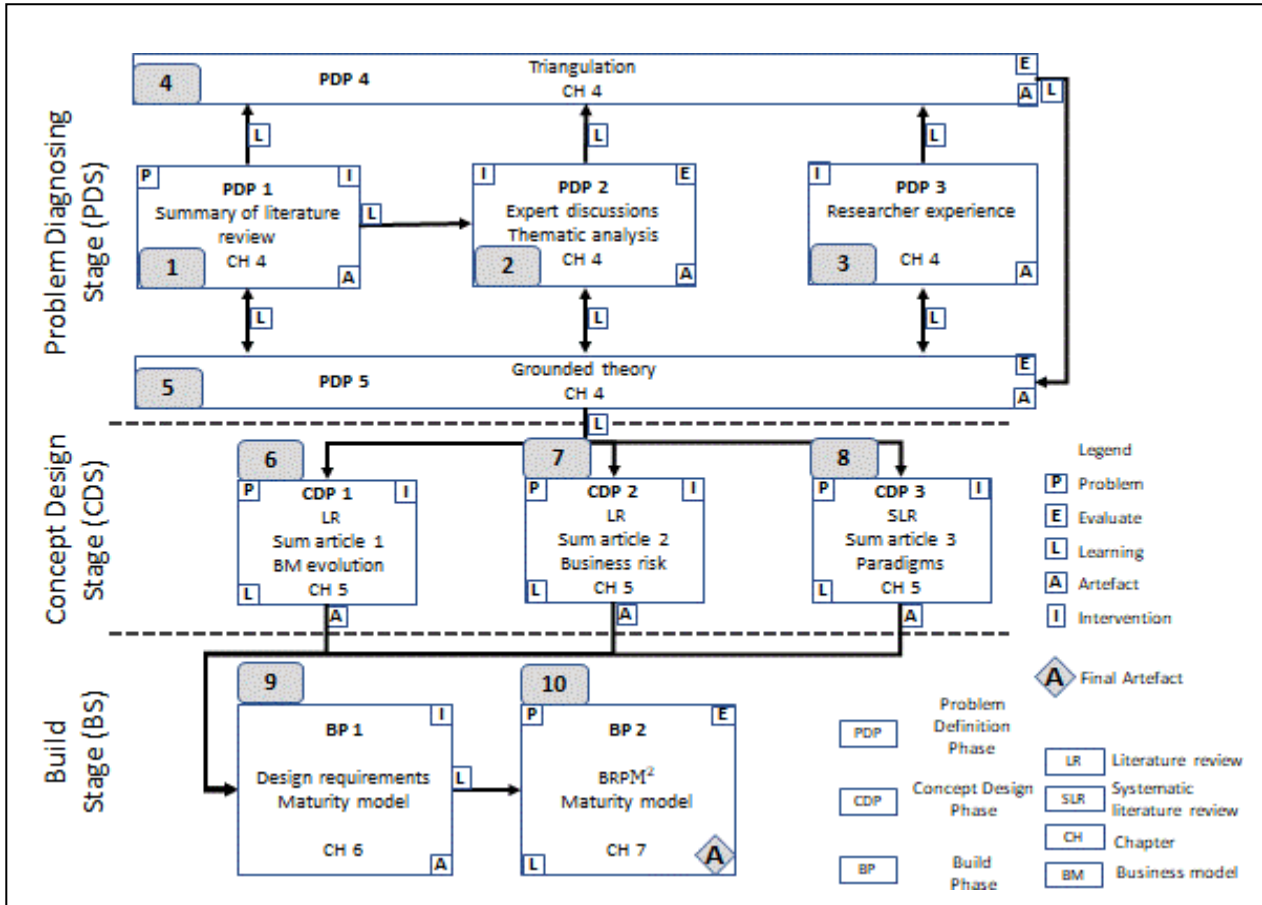 Problem Diagnosing
Stage (PDS)
4
PDP 4
Triangulation
CH 4
E
A
L
L
L
L
P
I
PDP 1
Summary of literature
review
CH 4
1
A
L
I
E
PDP 2
Expert discussions
Thematic analysis
CH 4
2
A
I
PDP 3
Researcher experience
CH 4
3
A
L
L
L
5
PDP 5
Grounded theory
CH 4
E
A
L
Concept Design
Stage (CDS)
6
P
I
CDP 1
LR
Sum article 1
BM evolution
CH 5
L
A
7
P
I
CDP 2
LR
Sum article 2
Business risk
CH 5
L
A
8
P
I
CDP 3
SLR
Sum article 3
Paradigms
CH 5
L
A
Build
Stage (BS)
9
I
BP 1
Design requirements
Maturity model
CH 6
A
L
10
P
E
BP 2
BRPM²
Maturity model
CH 7
L
A
Legend
P Problem
E Evaluate
L Learning
A Artefact
I Intervention
A Final Artefact
PDP
Problem
Definition
Phase
CDP
Concept Design
Phase
BP
Build
Phase
LR Literature review
SLR Systematic
literature review
CH Chapter
BM Business model